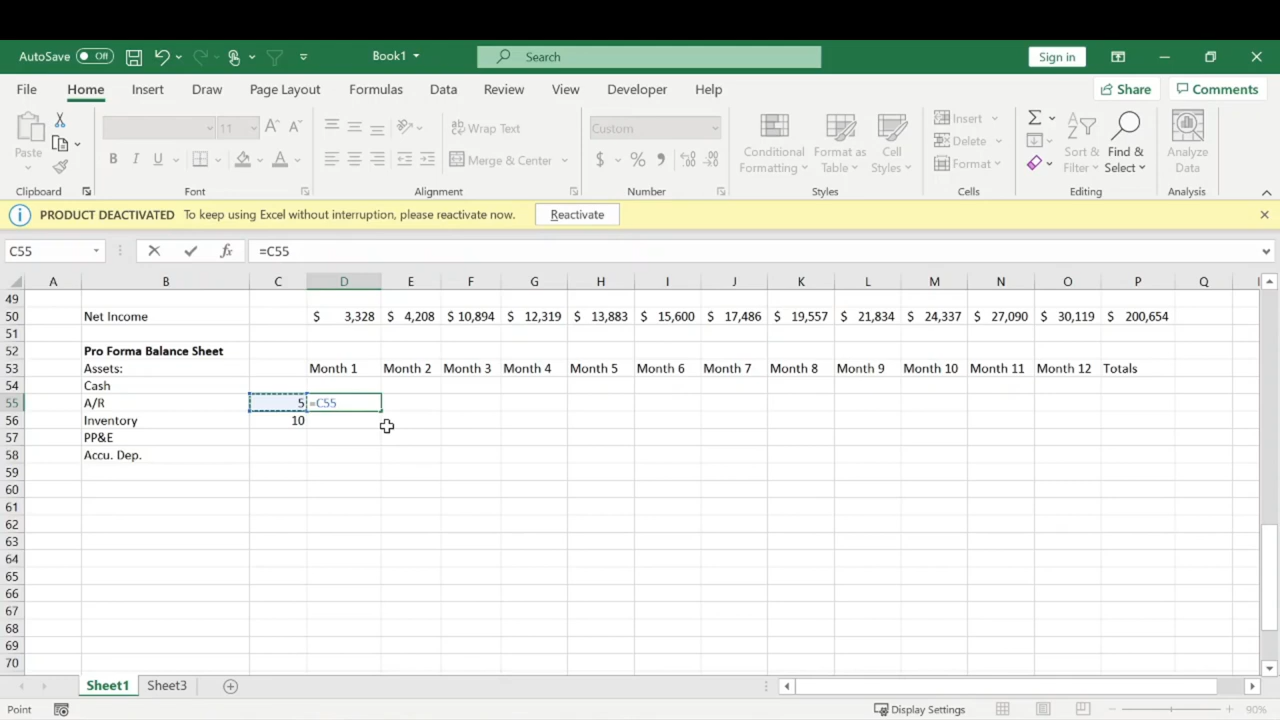 AutoSave Off Book1 Search Sign in
File Home Insert Draw Page Layout Formulas Data Review View Developer Help Share Comments
Paste 11 Wrap Text Custom Conditional Formatting Format as Table Cell Styles Insert Sort & Filter Find & Select Analyze Data
B I U Merge & Center $ % Delete
Format
Clipboard Font Alignment Number Styles Cells Editing Analysis
PRODUCT DEACTIVATED To keep using Excel without interruption, please reactivate now. Reactivate
C55 fx =C55
A B C D E F G H I J K L M N O P Q
49
50 Net Income $ 3,328 $ 4,208 $ 10,894 $ 12,319 $ 13,883 $ 15,600 $ 17,486 $ 19,557 $ 21,834 $ 24,337 $ 27,090 $ 30,119 $ 200,654
51
52 Pro Forma Balance Sheet
53 Assets: Month 1 Month 2 Month 3 Month 4 Month 5 Month 6 Month 7 Month 8 Month 9 Month 10 Month 11 Month 12 Totals
54 Cash
55 A/R 5 =C55
56 Inventory 10
57 PP&E
58 Accu. Dep.
59
60
61
62
63
64
65
66
67
68
69
70
Sheet1 Sheet3
Point Display Settings 90%